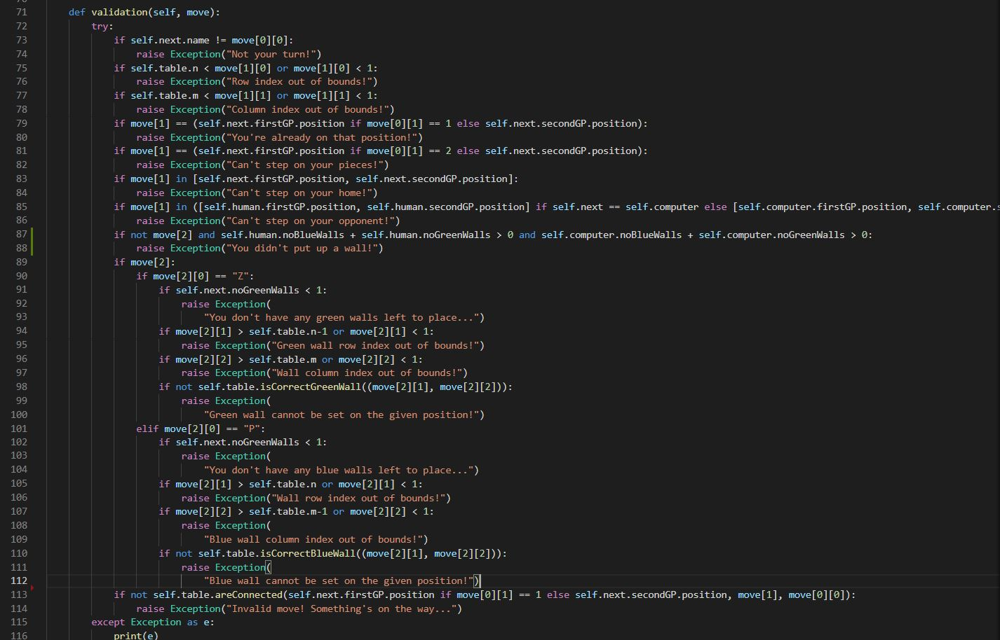 71 def validation(self, move):
72 try:
73 if self.next.name != move[0][0]:
74 raise Exception("Not your turn!")
75 if self.table.n < move[1][0] or move[1][0] < 1:
76 raise Exception("Row index out of bounds!")
77 if self.table.m < move[1][1] or move[1][1] < 1:
78 raise Exception("Column index out of bounds!")
79 if move[1] == (self.next.firstGP.position if move[0][1] == 1 else self.next.secondGP.position):
80 raise Exception("You're already on that position!")
81 if move[1] == (self.next.firstGP.position if move[0][1] == 2 else self.next.secondGP.position):
82 raise Exception("Can't step on your pieces!")
83 if move[1] in [self.next.firstGP.position, self.next.secondGP.position]:
84 raise Exception("Can't step on your home!")
85 if move[1] in ([self.human.firstGP.position, self.human.secondGP.position] if self.next == self.computer else [self.computer.firstGP.position, self.computer.s
86 raise Exception("Can't step on your opponent!")
87 if not move[2] and self.human.noBlueWalls + self.human.noGreenWalls > 0 and self.computer.noBlueWalls + self.computer.noGreenWalls > 0:
88 raise Exception("You didn't put up a wall!")
89 if move[2]:
90 if move[2][0] == "Z":
91 if self.next.noGreenWalls < 1:
92 raise Exception(
93 "You don't have any green walls left to place...")
94 if move[2][1] > self.table.n-1 or move[2][1] < 1:
95 raise Exception("Green wall row index out of bounds!")
96 if move[2][2] > self.table.m or move[2][2] < 1:
97 raise Exception("Wall column index out of bounds!")
98 if not self.table.isCorrectGreenWall((move[2][1], move[2][2])):
99 raise Exception(
100 "Green wall cannot be set on the given position!")
101 elif move[2][0] == "P":
102 if self.next.noGreenWalls < 1:
103 raise Exception(
104 "You don't have any blue walls left to place...")
105 if move[2][1] > self.table.n or move[2][1] < 1:
106 raise Exception("Wall row index out of bounds!")
107 if move[2][2] > self.table.m-1 or move[2][2] < 1:
108 raise Exception(
109 "Blue wall column index out of bounds!")
110 if not self.table.isCorrectBlueWall((move[2][1], move[2][2])):
111 raise Exception(
112 "Blue wall cannot be set on the given position!")
113 if not self.table.areConnected(self.next.firstGP.position if move[0][1] == 1 else self.next.secondGP.position, move[1], move[0][0]):
114 raise Exception("Invalid move! Something's on the way...")
115 except Exception as e:
116 print(e)